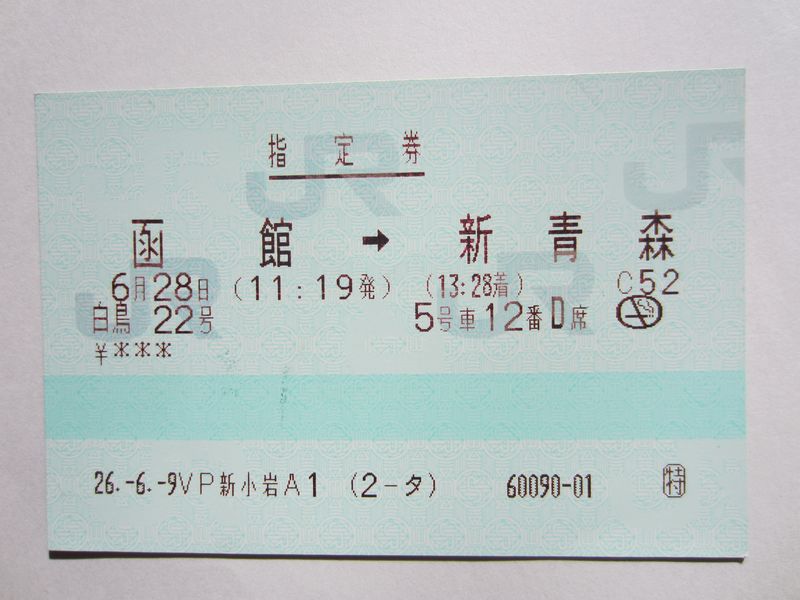 指定券
函館 → 新青森
6月28日 (11:19発) (13:28着) C52
白鳥 22号 5号車12番D席
¥***
26.-6.-9VP新小岩A1 (2-タ) 60090-01 特